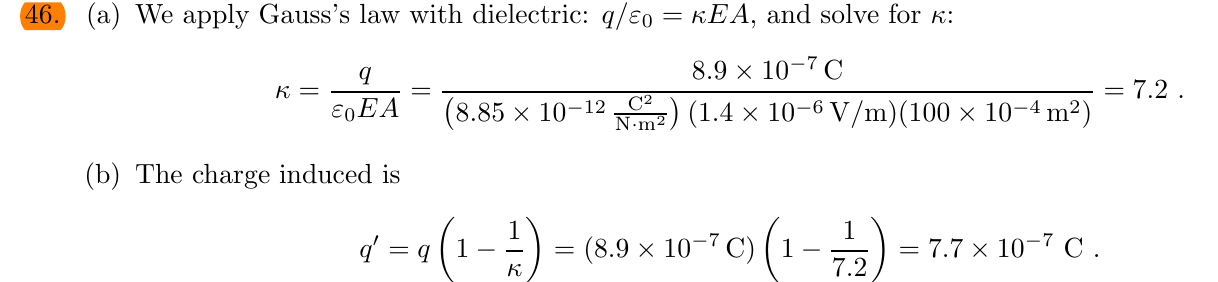 46. (a) We apply Gauss's law with dielectric: q/ε₀ = κEA, and solve for κ:
κ = q / ε₀EA = 8.9 × 10⁻⁷ C / (8.85 × 10⁻¹² C²/N·m²) (1.4 × 10⁻⁶ V/m)(100 × 10⁻⁴ m²) = 7.2 .
(b) The charge induced is
q′ = q (1 − 1/κ) = (8.9 × 10⁻⁷ C) (1 − 1/7.2) = 7.7 × 10⁻⁷ C .